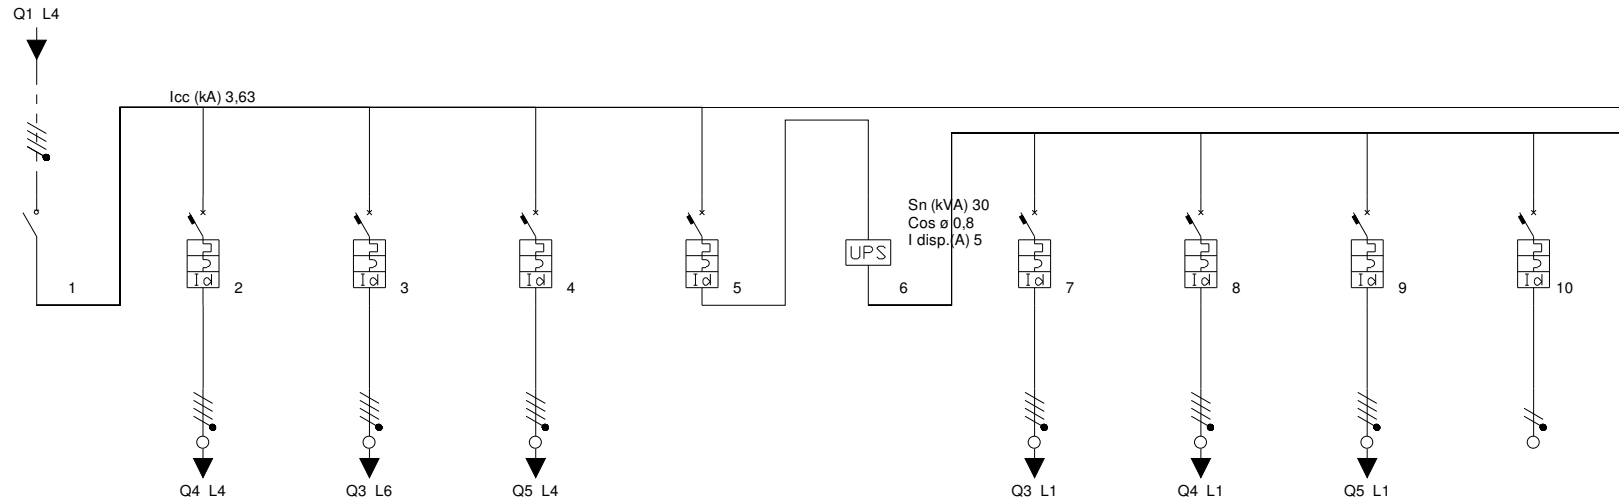 Q1 L4
Icc (kA) 3,63
Sn (kVA) 30
Cos ø 0,8
I disp.(A) 5
UPS
Id
Id
Id
Id
Id
Id
Id
Id
1
2
3
4
5
6
7
8
9
10
Q4 L4
Q3 L6
Q5 L4
Q3 L1
Q4 L1
Q5 L1